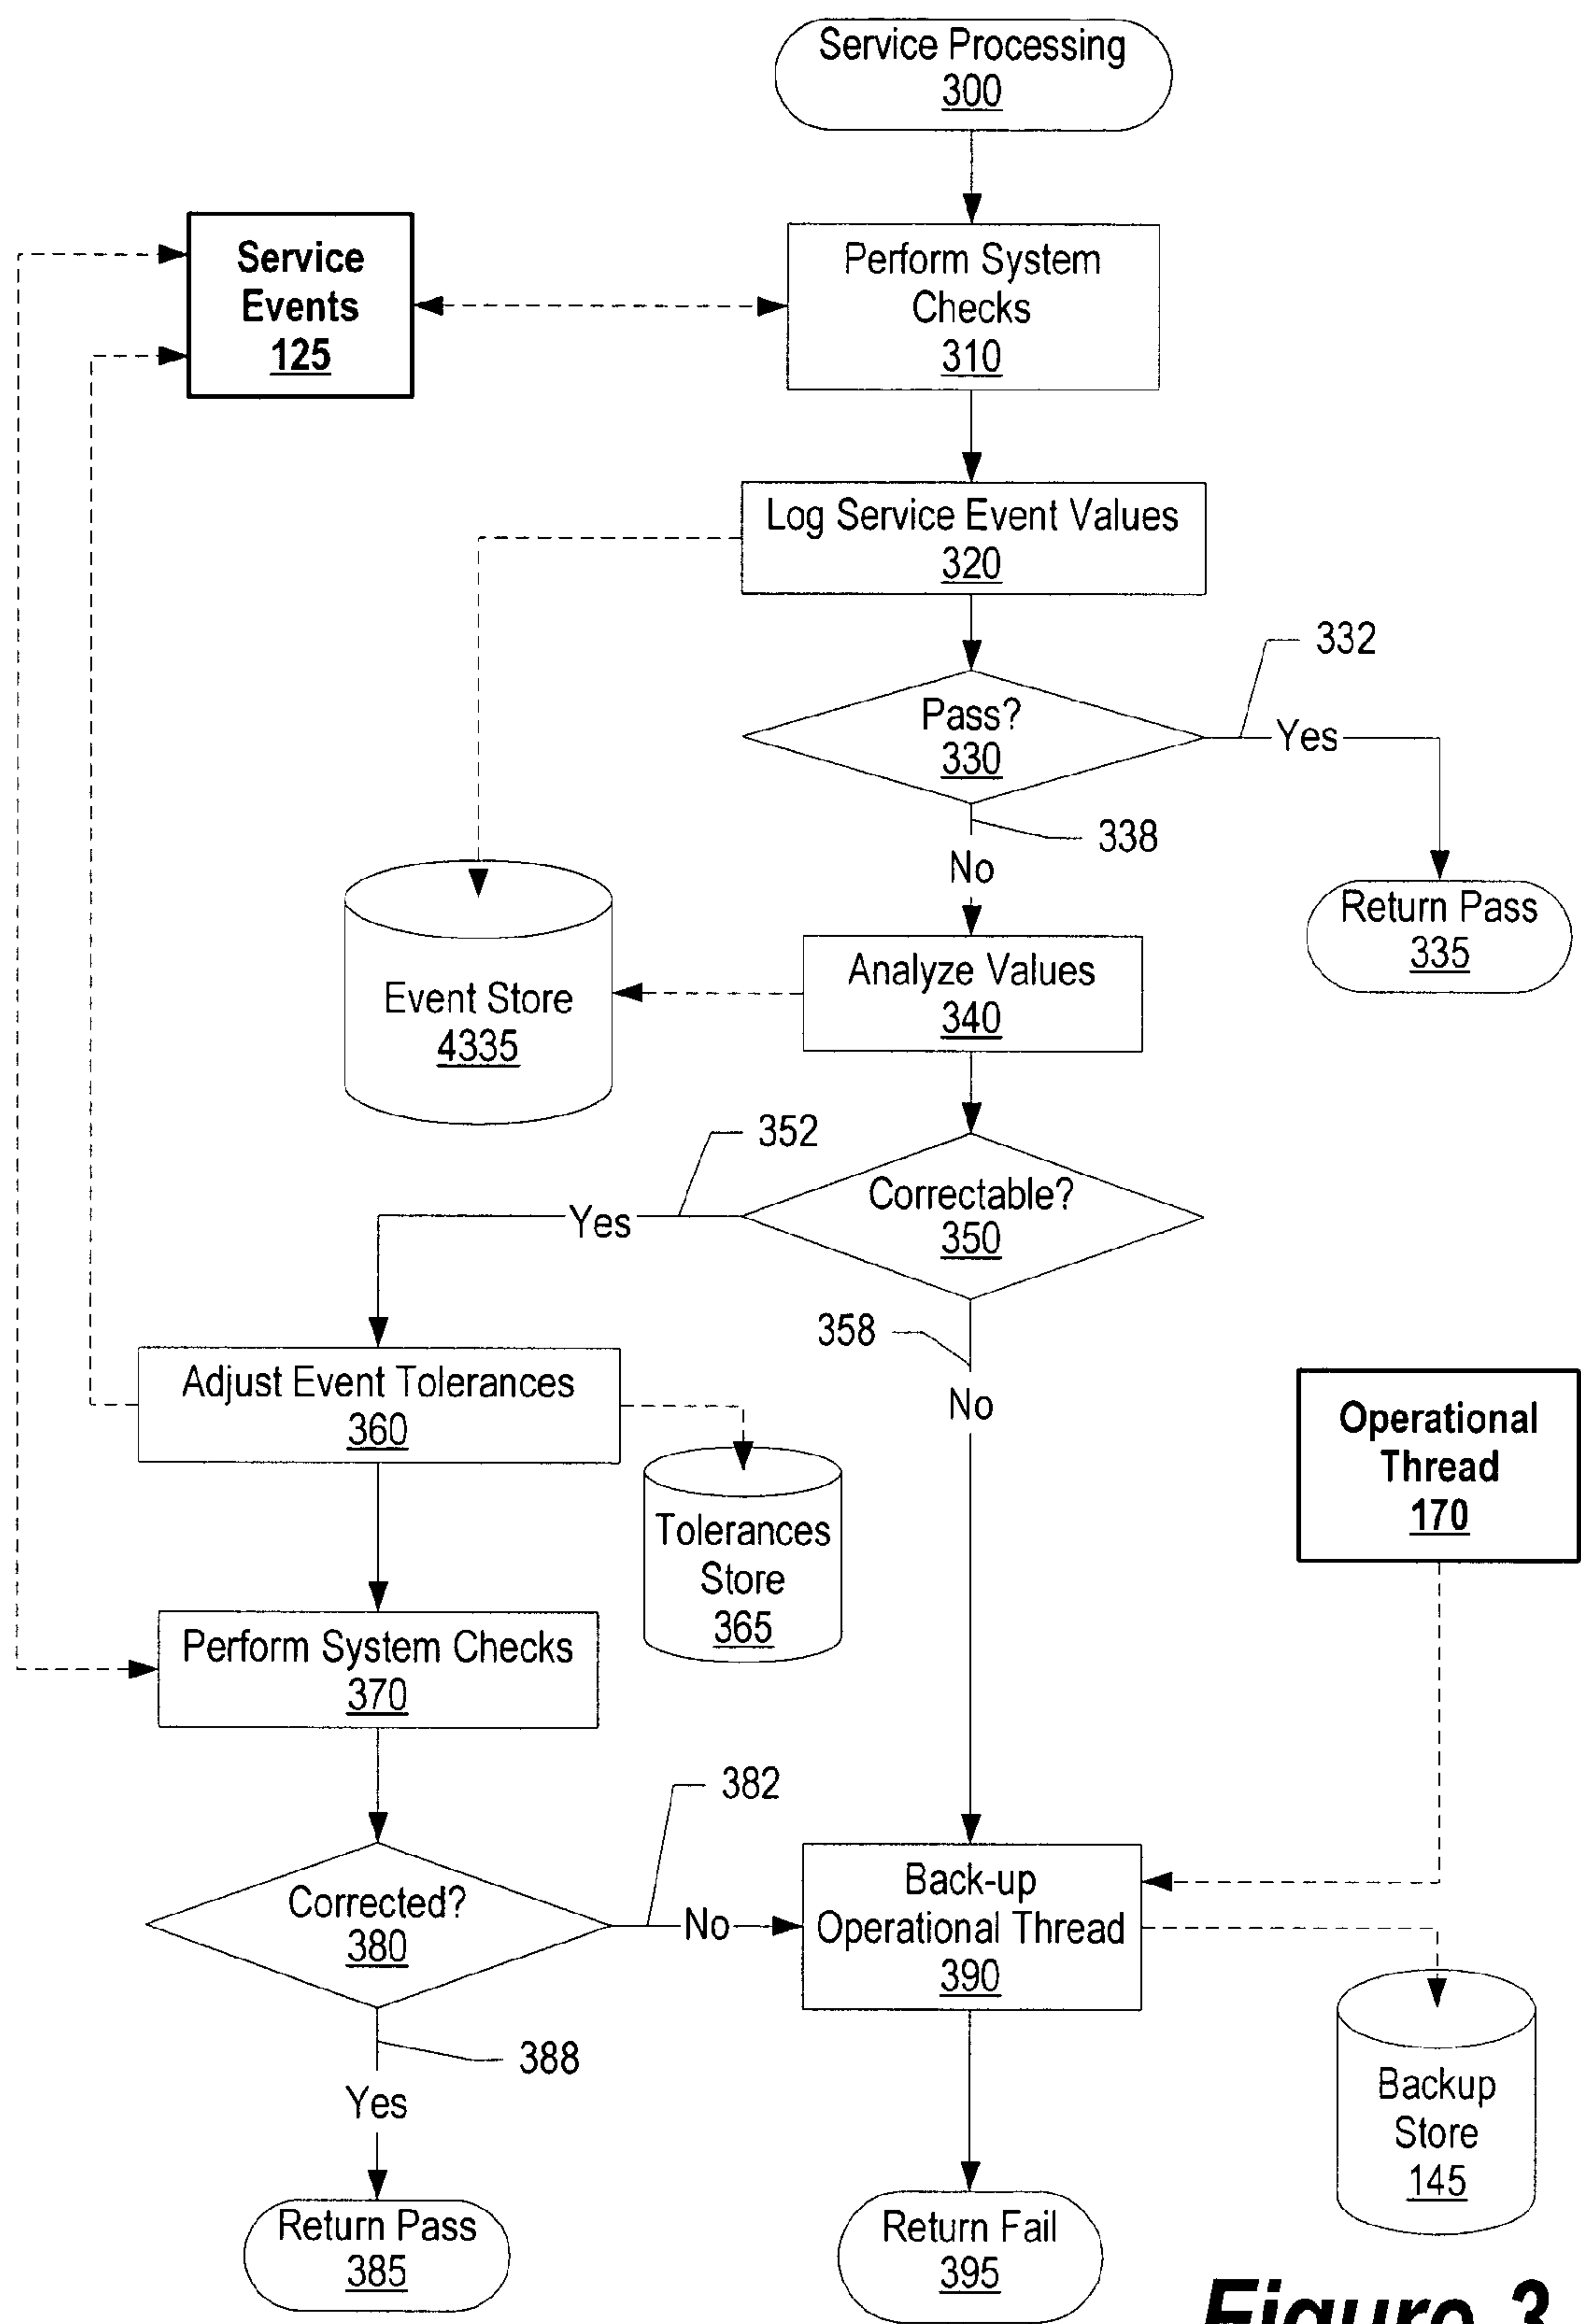 Service Processing
300
Service
Events
125
Perform System
Checks
310
Log Service Event Values
320
332
Pass?
330
Yes
338
No
Return Pass
335
Event Store
4335
Analyze Values
340
352
Correctable?
350
Yes
358
No
Adjust Event Tolerances
360
Operational
Thread
170
Tolerances
Store
365
Perform System Checks
370
382
Corrected?
380
No
Back-up
Operational Thread
390
388
Yes
Backup
Store
145
Return Pass
385
Return Fail
395
Figure 3